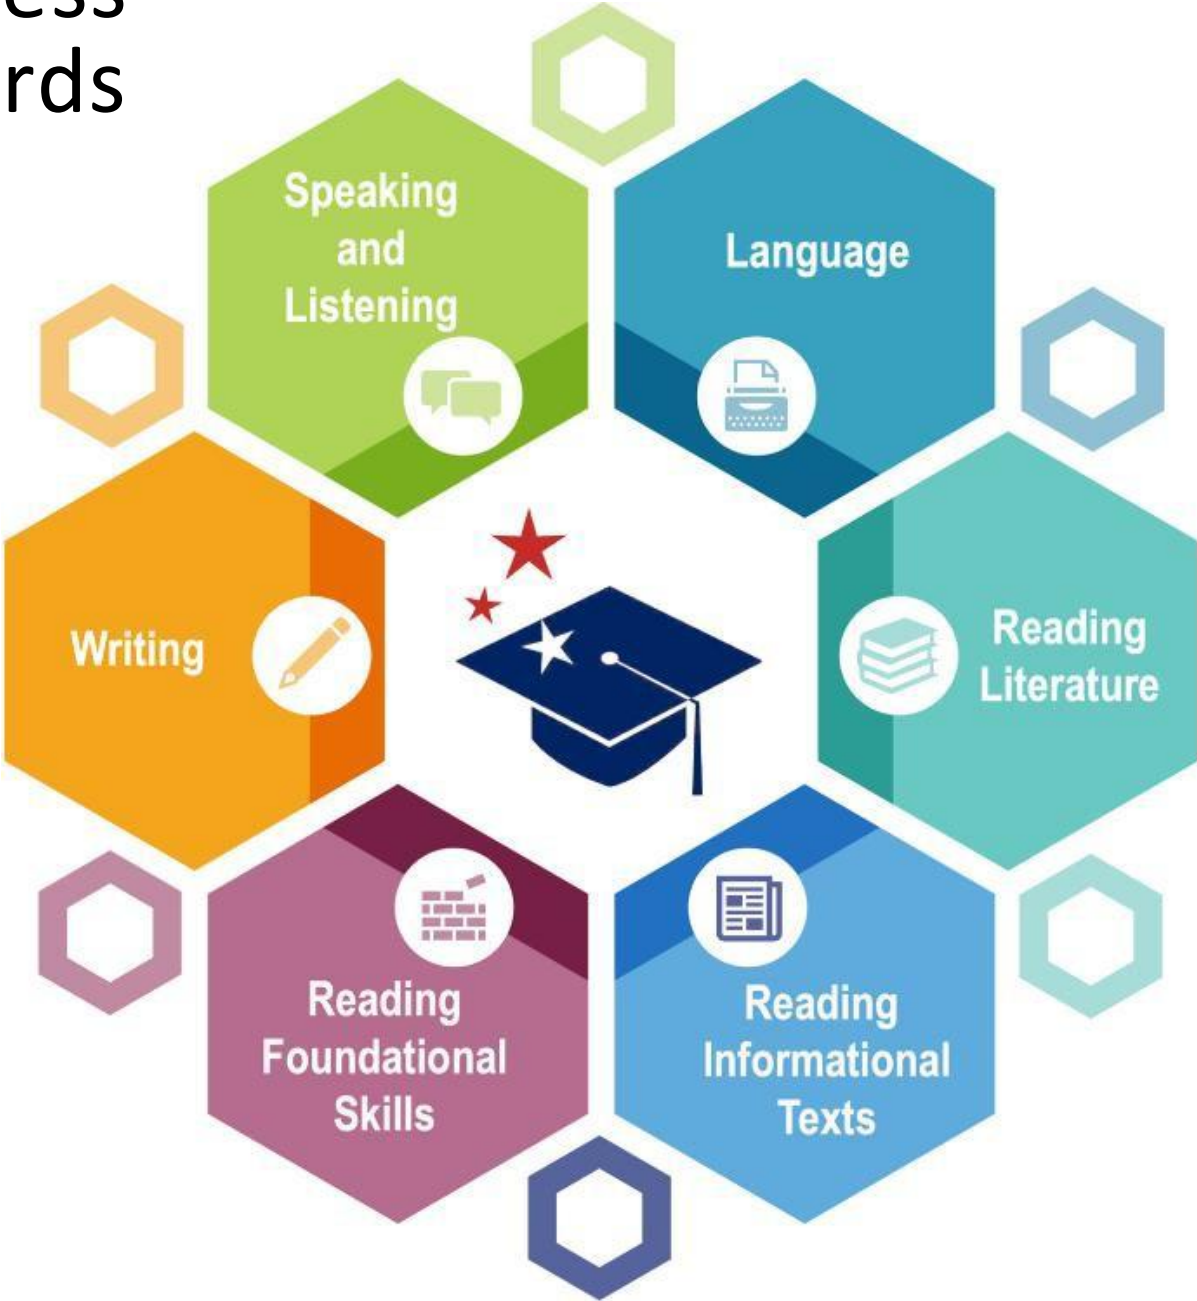 rds
Speaking
and
Listening
Language
Writing
Reading
Literature
Reading
Foundational
Skills
Reading
Informational
Texts